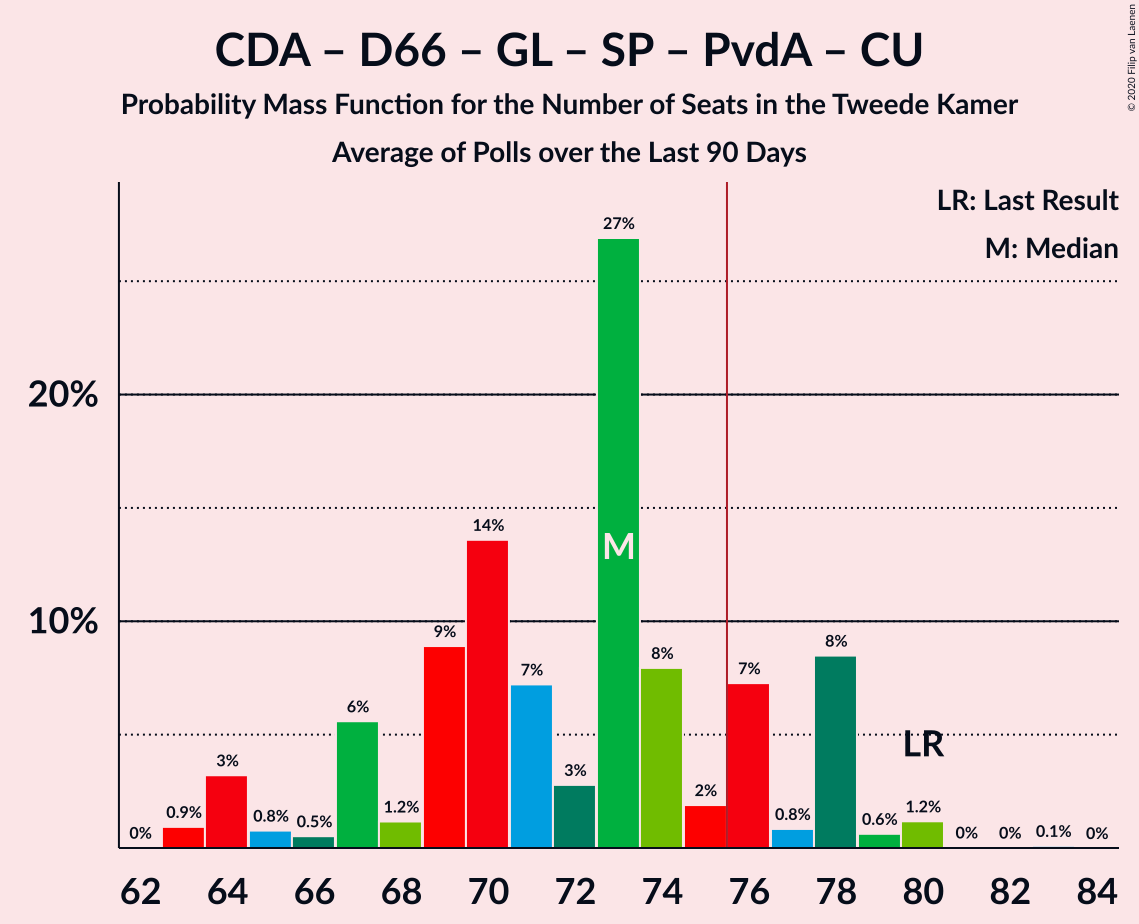 CDA – D66 – GL – SP – PvdA – CU
Probability Mass Function for the Number of Seats in the Tweede Kamer
Average of Polls over the Last 90 Days
© 2020 Filip van Laenen
LR: Last Result
M: Median
27%
20%
14%
M
10%
9%
8%
8%
7%
7%
6%
LR
3%
3%
2%
0%
0.9%
0.8%
0.5%
1.2%
0.8%
0.6%
1.2%
0%
0%
0.1%
0%
62 64 66 68 70 72 74 76 78 80 82 84